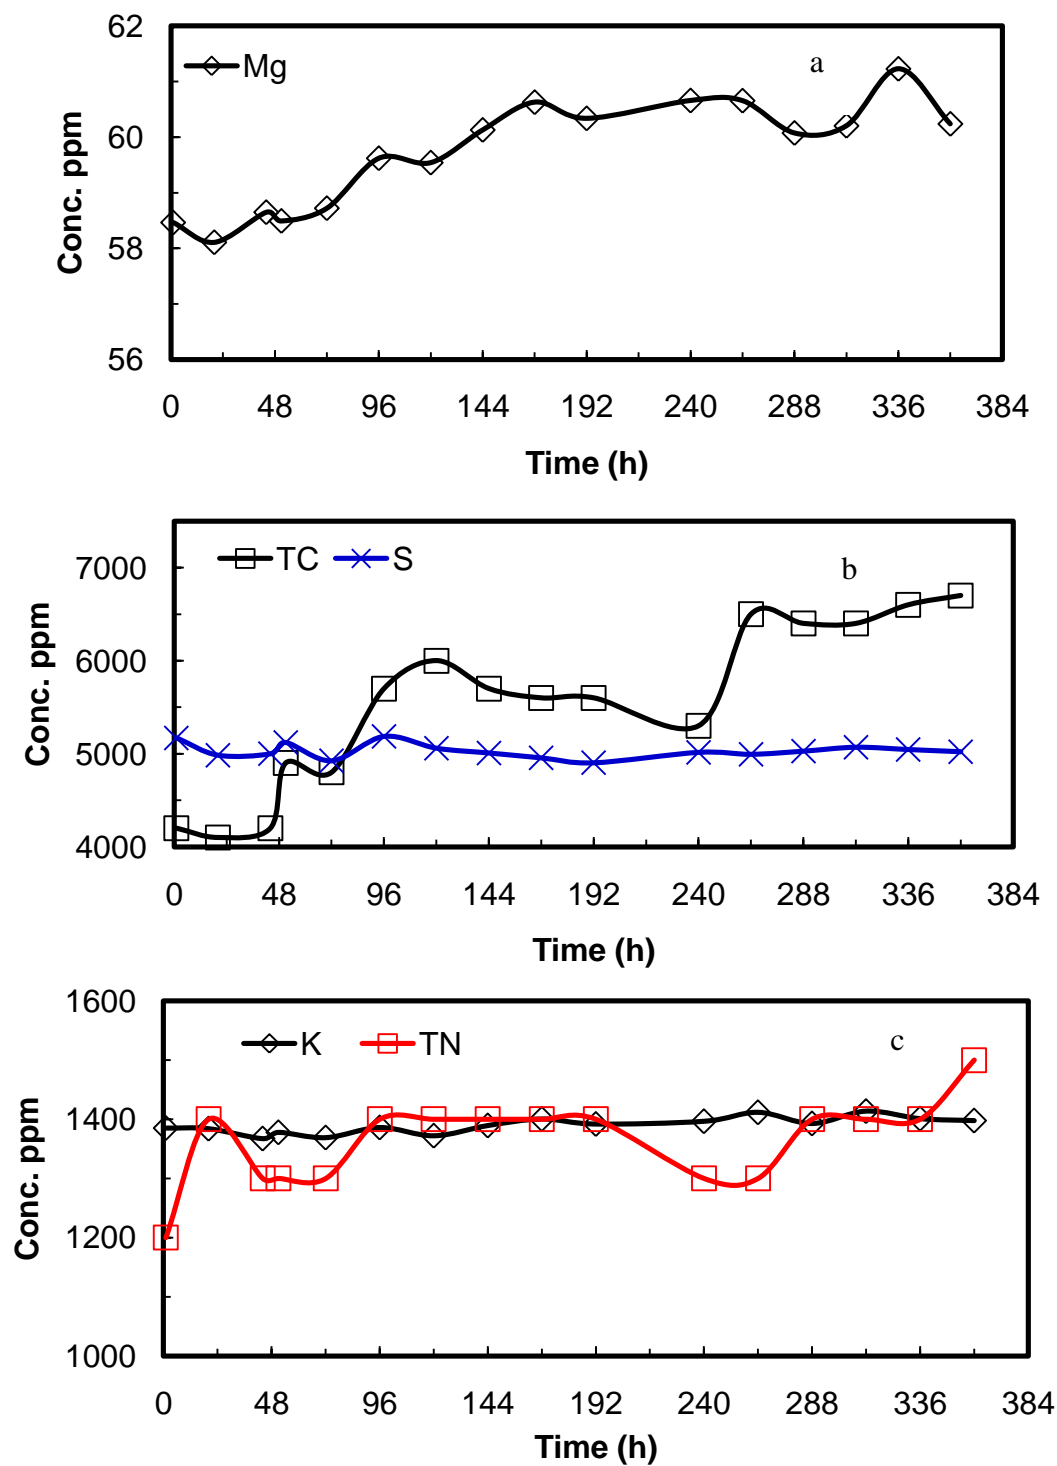 62
Mg
a
60
Conc. ppm
58
56
0 48 96 144 192 240 288 336 384
Time (h)
TC S
b
7000
6000
Conc. ppm
5000
4000
0 48 96 144 192 240 288 336 384
Time (h)
1600
K TN
c
1400
Conc. ppm
1200
1000
0 48 96 144 192 240 288 336 384
Time (h)